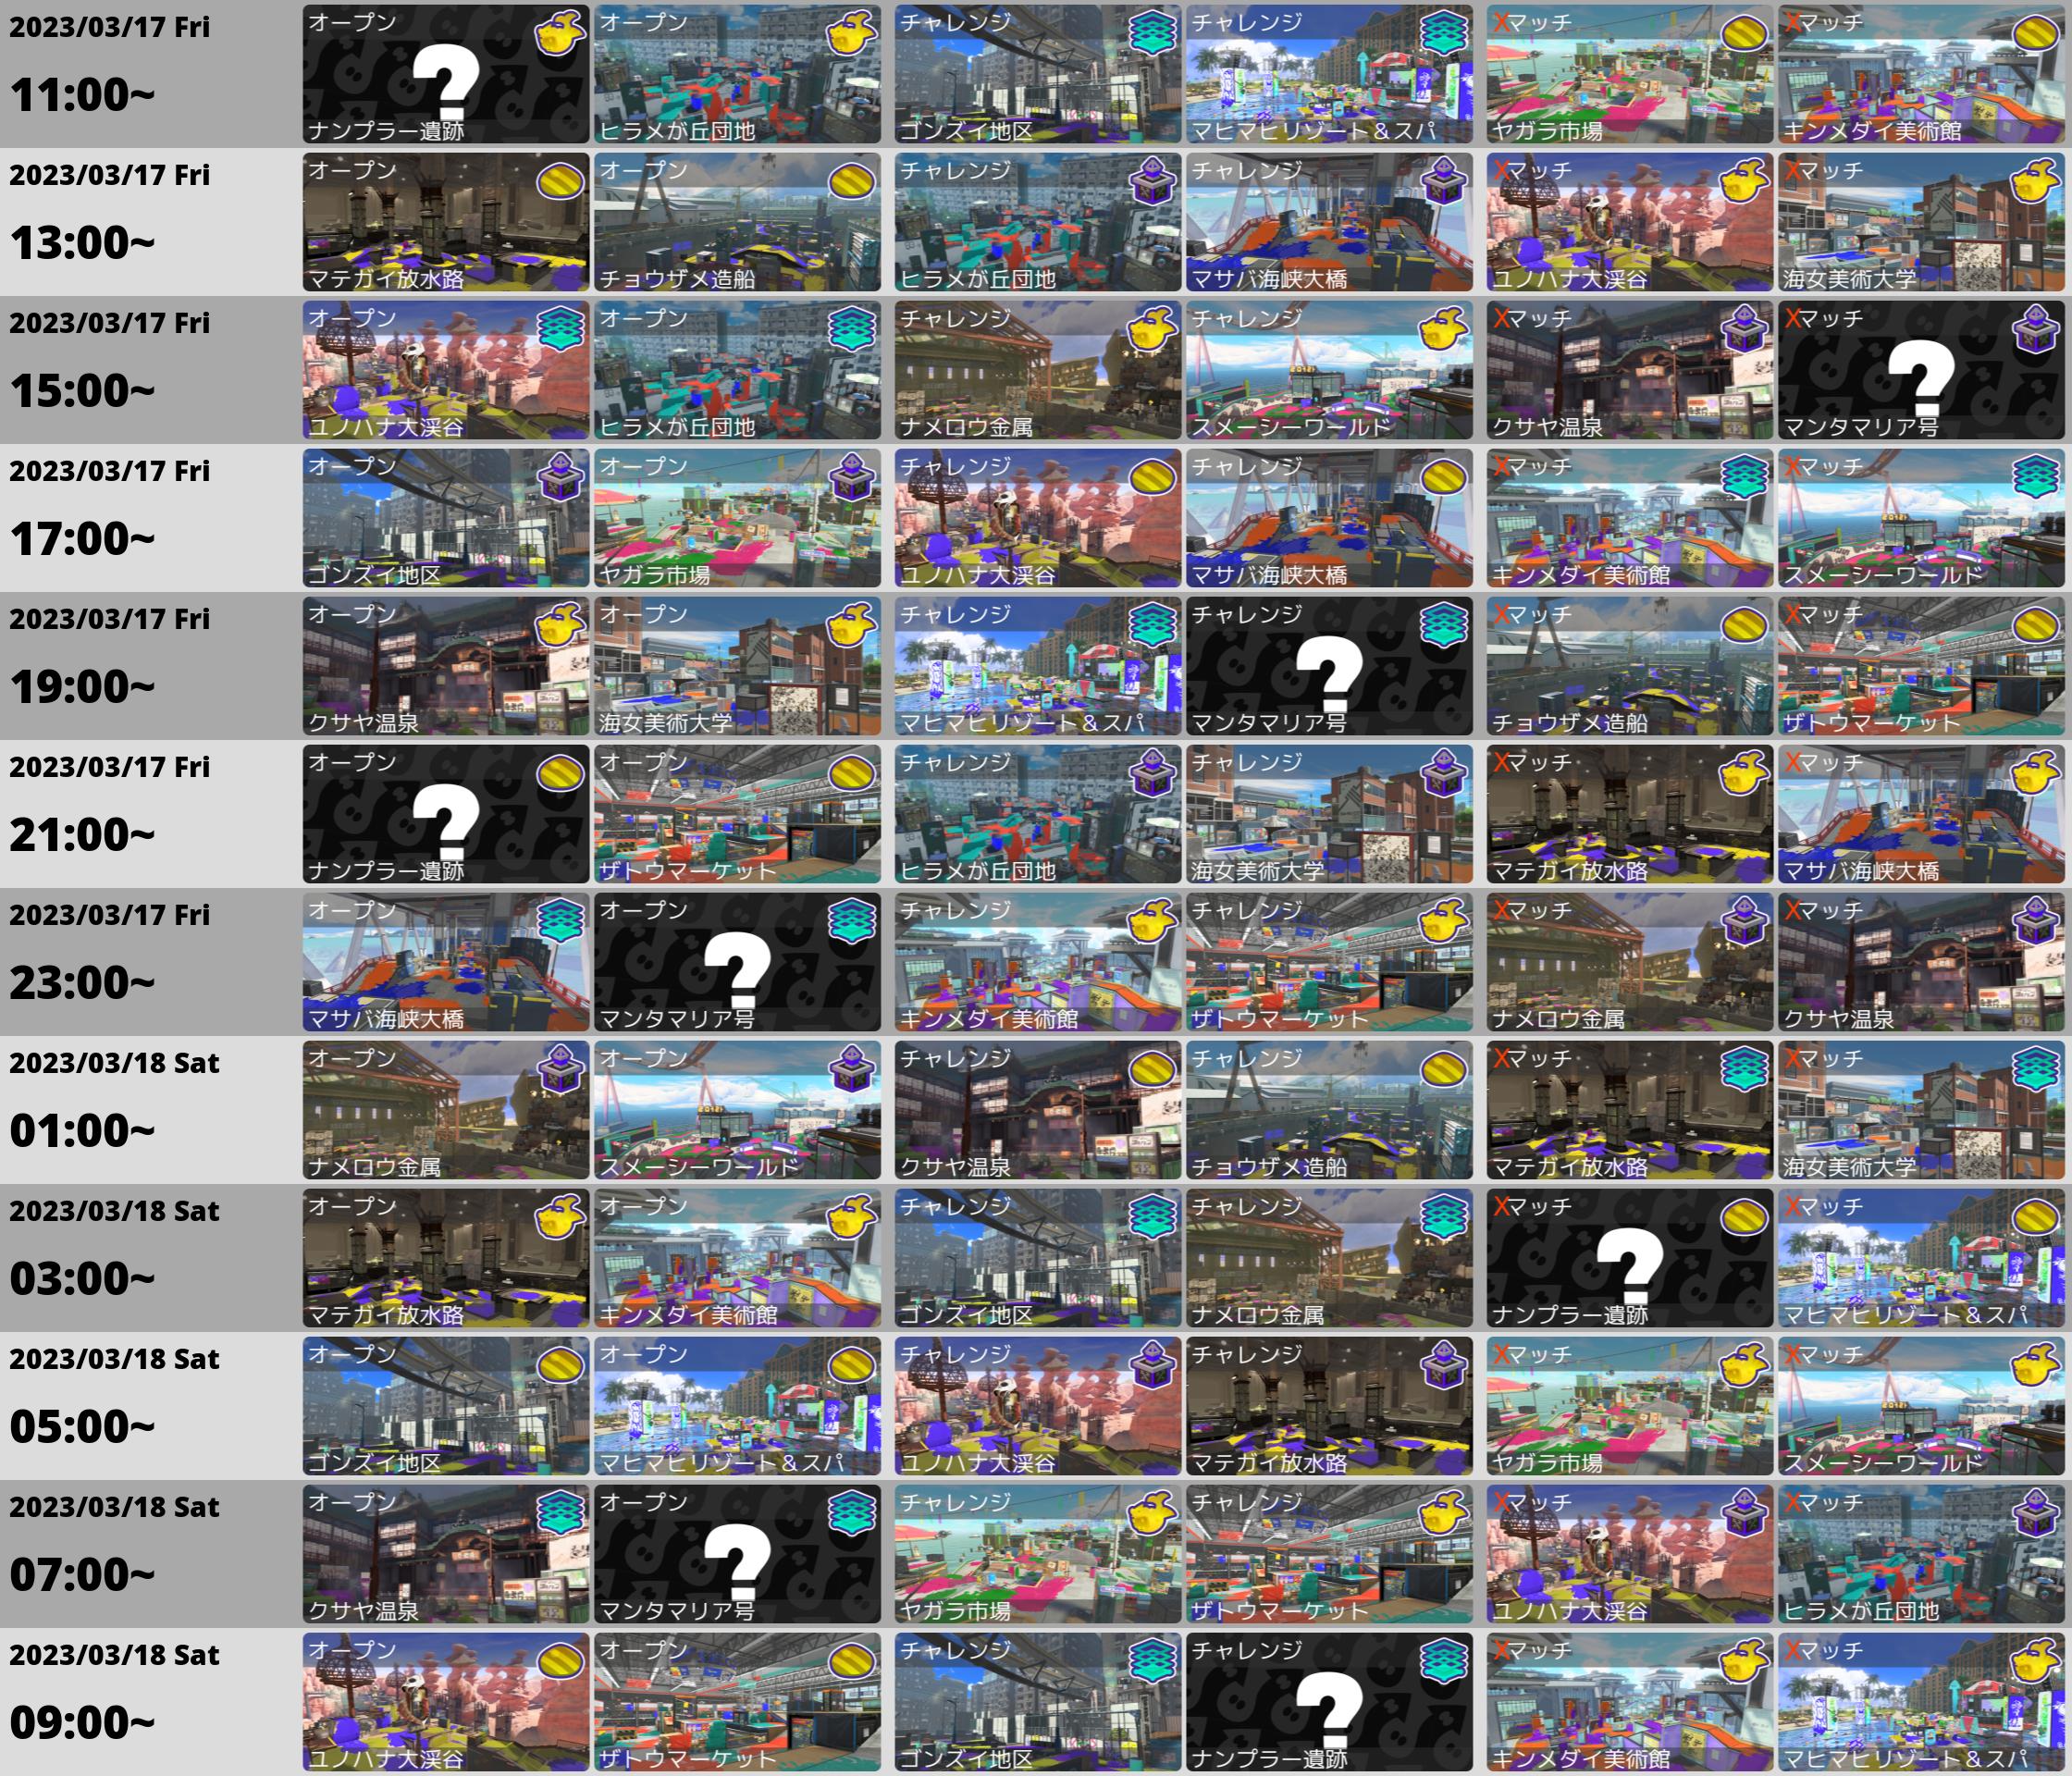 2023/03/17 Fri
11:00~
オープン
ナンプラー遺跡
オープン
ヒラメが丘団地
チャレンジ
ゴンズイ地区
チャレンジ
マヒマヒリゾート＆スパ
Xマッチ
ヤガラ市場
Xマッチ
キンメダイ美術館
2023/03/17 Fri
13:00~
オープン
マテガイ放水路
オープン
チョウザメ造船
チャレンジ
ヒラメが丘団地
チャレンジ
マサバ海峡大橋
Xマッチ
ユノハナ大渓谷
Xマッチ
海女美術大学
2023/03/17 Fri
15:00~
オープン
ユノハナ大渓谷
オープン
ヒラメが丘団地
チャレンジ
ナメロウ金属
チャレンジ
スメーシーワールド
Xマッチ
クサヤ温泉
Xマッチ
マンタマリア号
2023/03/17 Fri
17:00~
オープン
ゴンズイ地区
オープン
ヤガラ市場
チャレンジ
ユノハナ大渓谷
チャレンジ
マサバ海峡大橋
Xマッチ
キンメダイ美術館
Xマッチ
スメーシーワールド
2023/03/17 Fri
19:00~
オープン
クサヤ温泉
オープン
海女美術大学
チャレンジ
マヒマヒリゾート＆スパ
チャレンジ
マンタマリア号
Xマッチ
チョウザメ造船
Xマッチ
ザトウマーケット
2023/03/17 Fri
21:00~
オープン
ナンプラー遺跡
オープン
ザトウマーケット
チャレンジ
ヒラメが丘団地
チャレンジ
海女美術大学
Xマッチ
マテガイ放水路
Xマッチ
マサバ海峡大橋
2023/03/17 Fri
23:00~
オープン
マサバ海峡大橋
オープン
マンタマリア号
チャレンジ
キンメダイ美術館
チャレンジ
ザトウマーケット
Xマッチ
ナメロウ金属
Xマッチ
クサヤ温泉
2023/03/18 Sat
01:00~
オープン
ナメロウ金属
オープン
スメーシーワールド
チャレンジ
クサヤ温泉
チャレンジ
チョウザメ造船
Xマッチ
マテガイ放水路
Xマッチ
海女美術大学
2023/03/18 Sat
03:00~
オープン
マテガイ放水路
オープン
キンメダイ美術館
チャレンジ
ゴンズイ地区
チャレンジ
ナメロウ金属
Xマッチ
ナンプラー遺跡
Xマッチ
マヒマヒリゾート＆スパ
2023/03/18 Sat
05:00~
オープン
ゴンズイ地区
オープン
マヒマヒリゾート＆スパ
チャレンジ
ユノハナ大渓谷
チャレンジ
マテガイ放水路
Xマッチ
ヤガラ市場
Xマッチ
スメーシーワールド
2023/03/18 Sat
07:00~
オープン
クサヤ温泉
オープン
マンタマリア号
チャレンジ
ヤガラ市場
チャレンジ
ザトウマーケット
Xマッチ
ユノハナ大渓谷
Xマッチ
ヒラメが丘団地
2023/03/18 Sat
09:00~
オープン
ユノハナ大渓谷
オープン
ザトウマーケット
チャレンジ
ゴンズイ地区
チャレンジ
ナンプラー遺跡
Xマッチ
キンメダイ美術館
Xマッチ
マヒマヒリゾート＆スパ